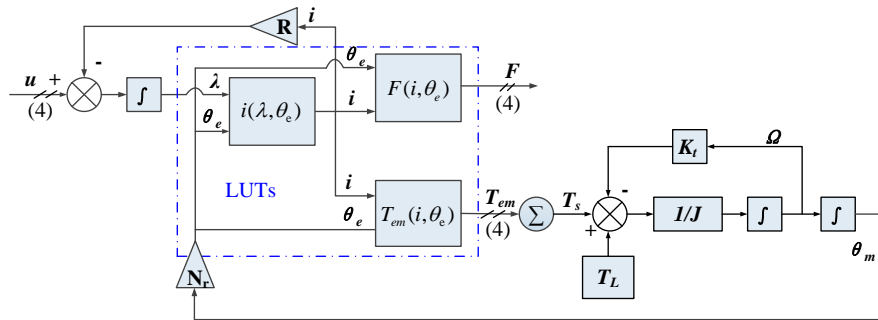 R
i
u + -
(4)
∫
λ
θe
i(λ,θe)
θe
i
F(i,θe)
F
(4)
LUTs
i
θe
Tem(i,θe)
Tem
(4)
Σ
Ts
-
+
TL
Kt
Ω
1/J
∫
∫
θm
Nr